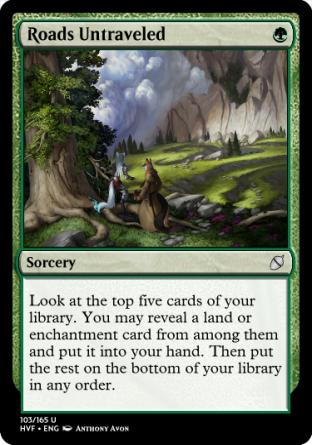 Roads Untraveled
Sorcery
Look at the top five cards of your
library. You may reveal a land or
enchantment card from among them
and put it into your hand. Then put
the rest on the bottom of your library
in any order.
103/165 U
HVF • ENG Anthony Avon